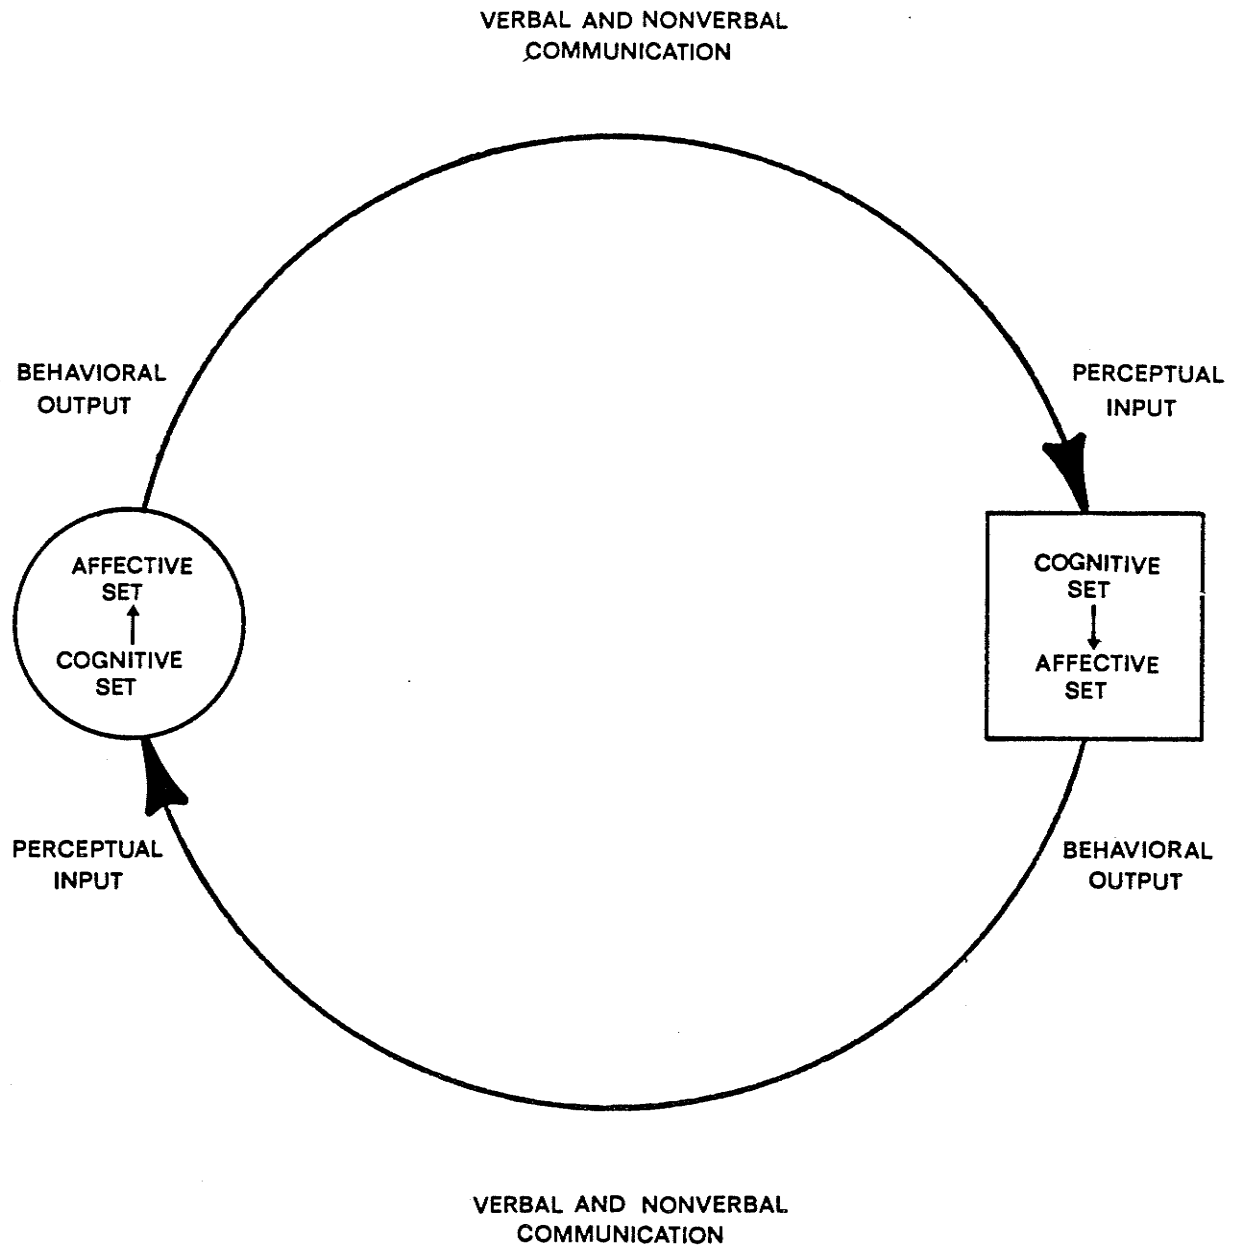 VERBAL AND NONVERBAL
COMMUNICATION
BEHAVIORAL
OUTPUT
PERCEPTUAL
INPUT
AFFECTIVE
SET
COGNITIVE
SET
COGNITIVE
SET
AFFECTIVE
SET
PERCEPTUAL
INPUT
BEHAVIORAL
OUTPUT
VERBAL AND NONVERBAL
COMMUNICATION